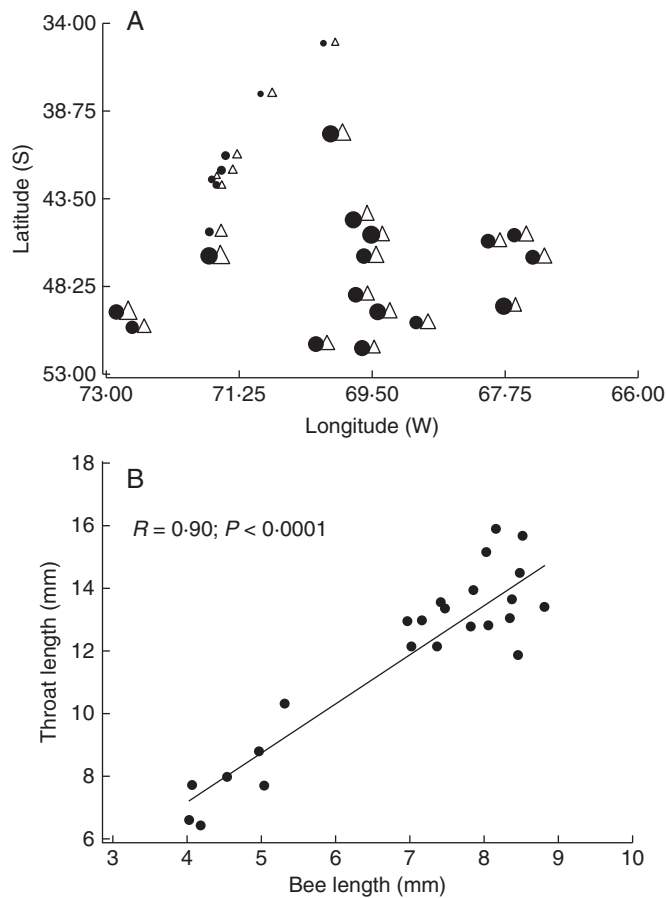 A
34·00
38·75
43·50
48·25
53·00
Latitude (S)
73·00 71·25 69·50 67·75 66·00
Longitude (W)
B
R = 0·90; P < 0·0001
18
16
14
12
10
8
6
Throat length (mm)
3 4 5 6 7 8 9 10
Bee length (mm)